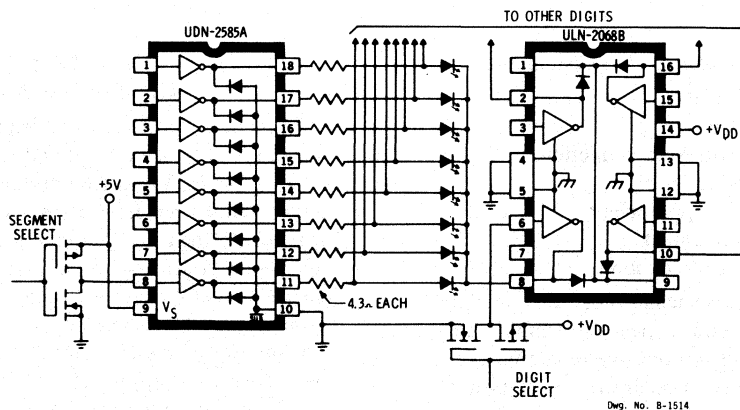 TO OTHER DIGITS
UDN-2585A
ULN-2068B
1
2
3
4
5
6
7
8
9
VS
18
17
16
15
14
13
12
11
10
SUB
+5V
SEGMENT
SELECT
4.3Ω EACH
1
2
3
4
5
6
7
8
16
15
14
13
12
11
10
9
+VDD
+VDD
DIGIT
SELECT
Dwg. No. B-1514